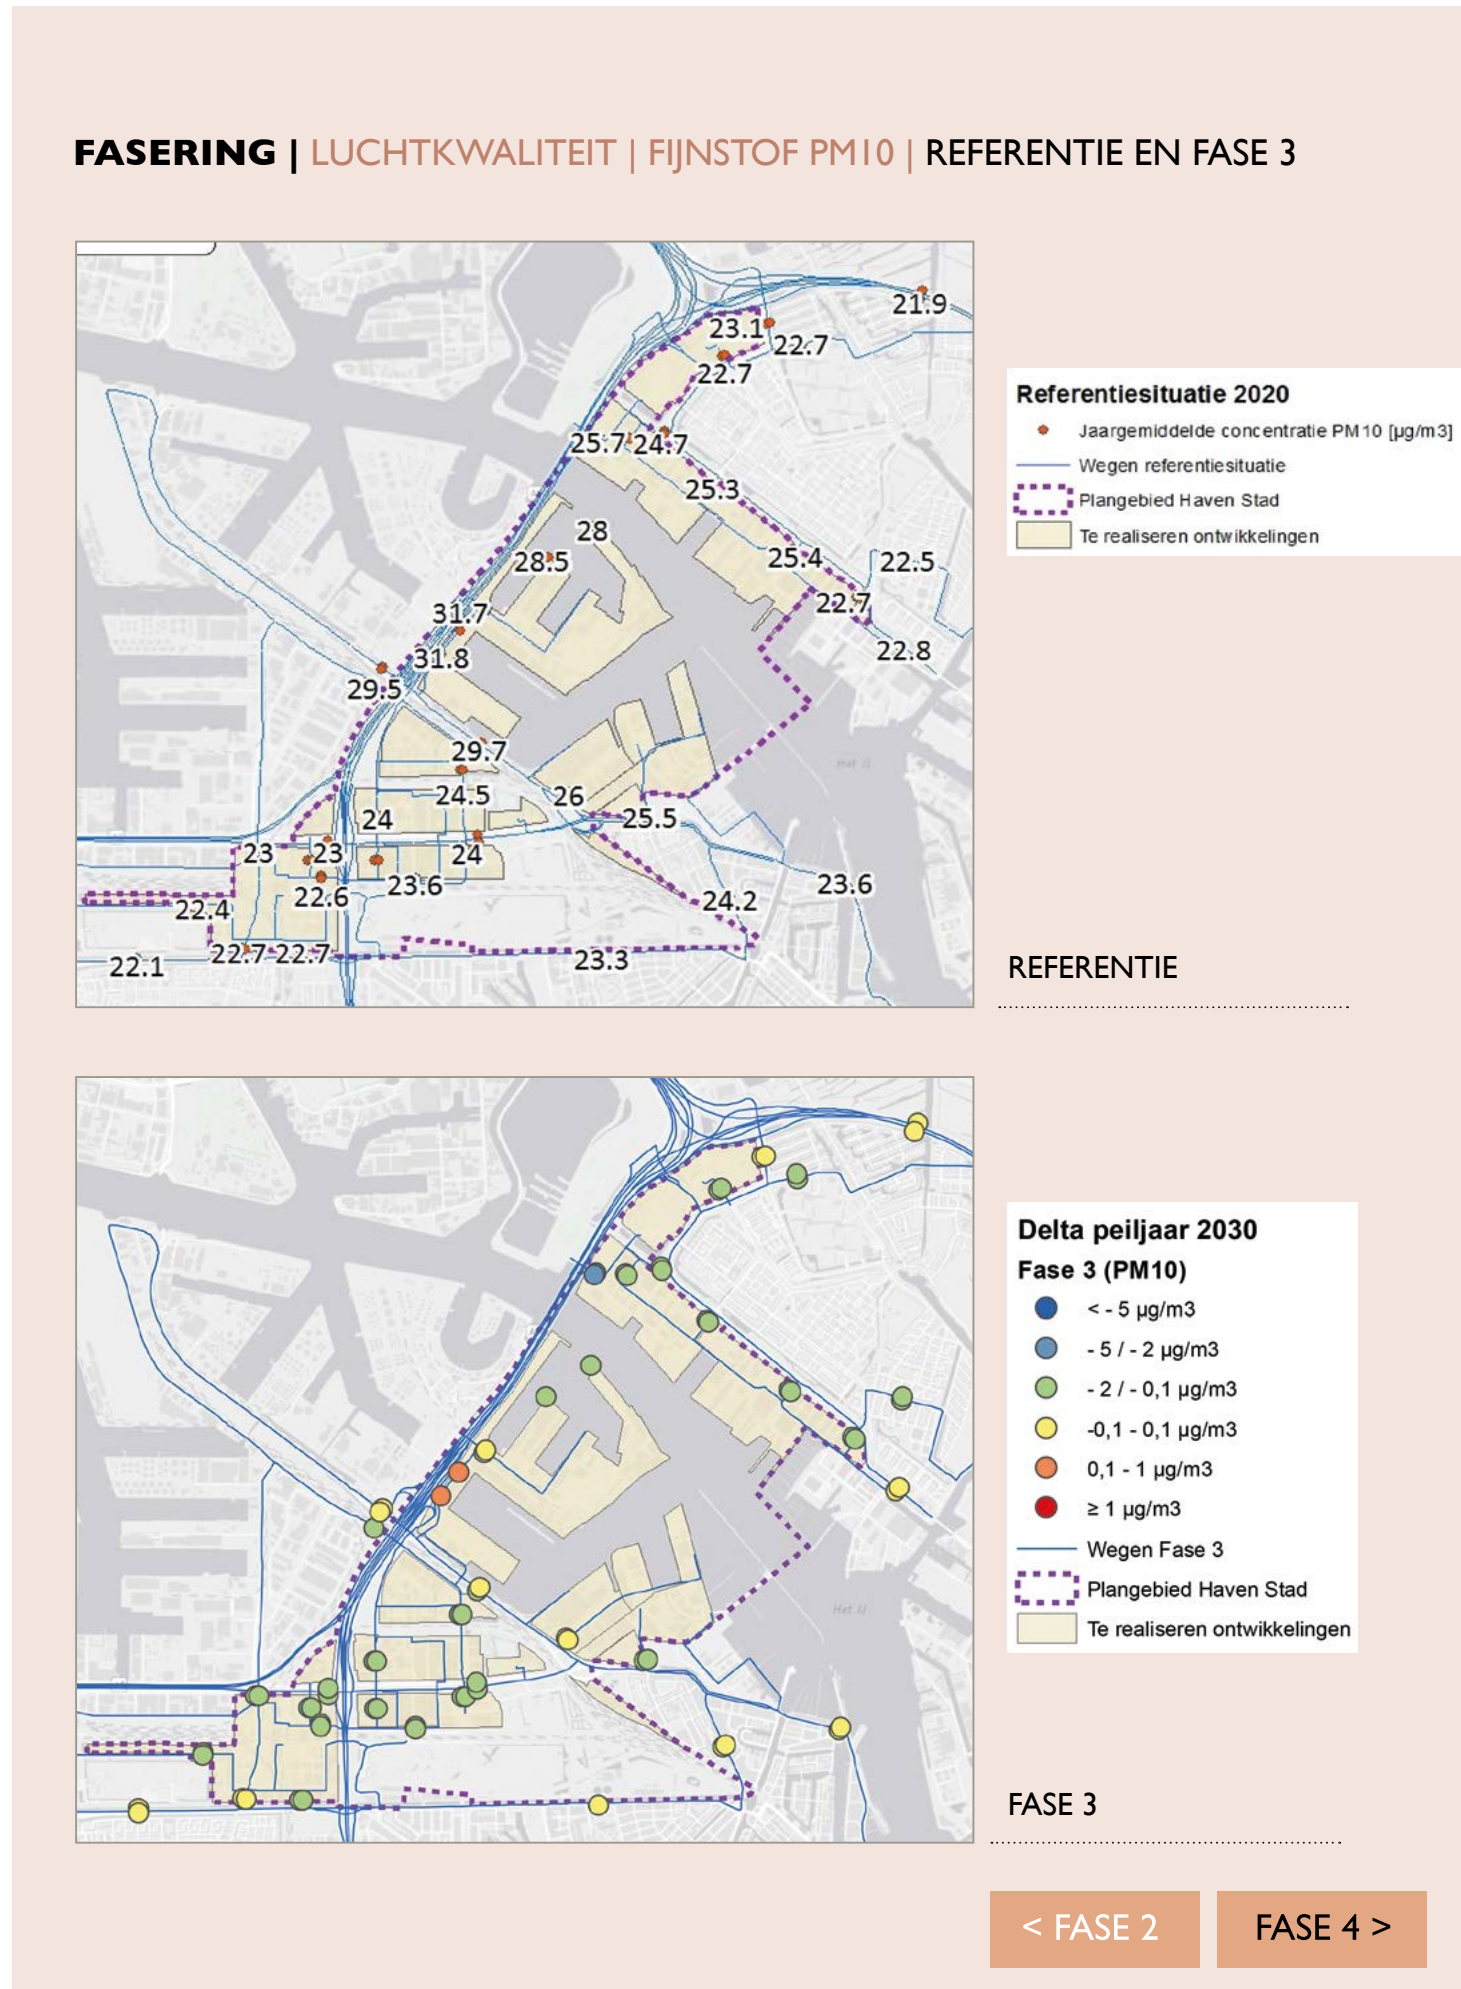 FASERING | LUCHTKWALITEIT | FIJNSTOF PM10 | REFERENTIE EN FASE 3
21.9
23.1
22.7
22.7
25.7
24.7
25.3
28
28.5
25.4
22.5
22.7
31.7
22.8
31.8
29.5
29.7
Het IJ
24.5
26
24
25.5
23
23
24
23.6
23.6
22.6
24.2
22.4
22.7
22.7
23.3
22.1
Referentiesituatie 2020
Jaargemiddelde concentratie PM10 [µg/m3]
Wegen referentiesituatie
Plangebied Haven Stad
Te realiseren ontwikkelingen
REFERENTIE
Het IJ
Delta peiljaar 2030
Fase 3 (PM10)
< - 5 µg/m3
- 5 / - 2 µg/m3
- 2 / - 0,1 µg/m3
-0,1 - 0,1 µg/m3
0,1 - 1 µg/m3
≥ 1 µg/m3
Wegen Fase 3
Plangebied Haven Stad
Te realiseren ontwikkelingen
FASE 3
< FASE 2
FASE 4 >